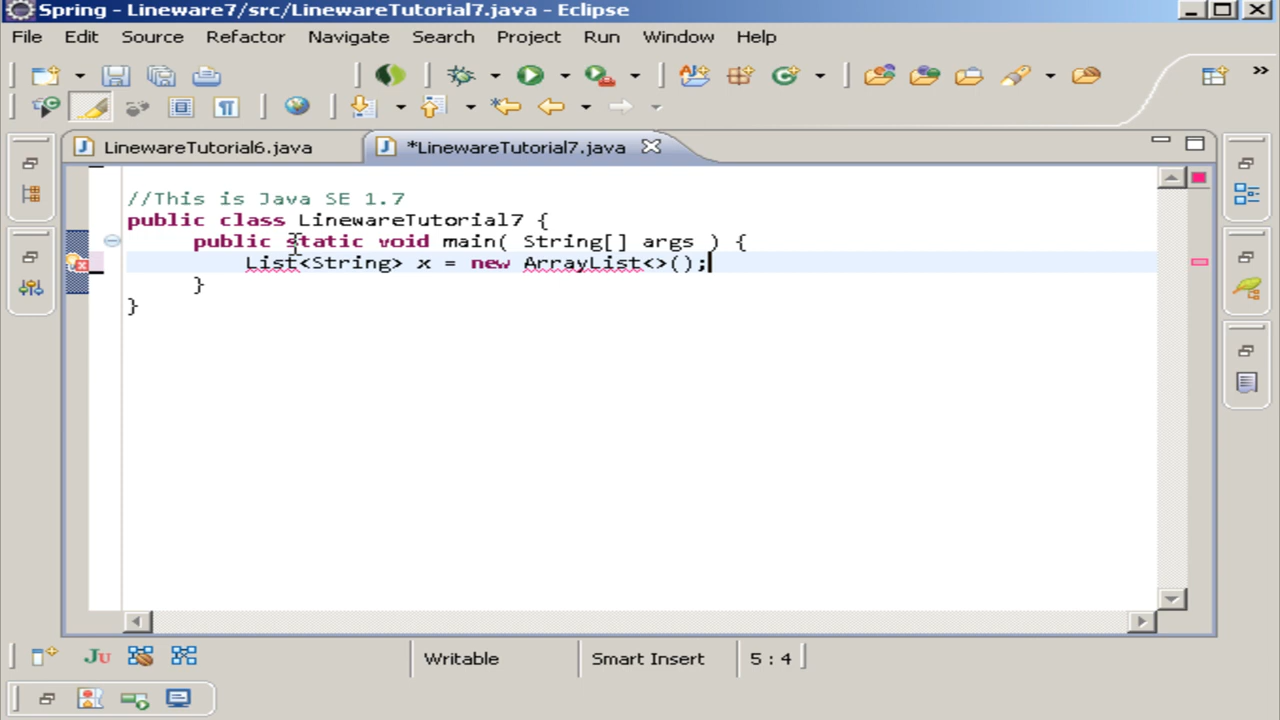 Spring - Lineware7/src/LinewareTutorial7.java - Eclipse
File Edit Source Refactor Navigate Search Project Run Window Help
LinewareTutorial6.java *LinewareTutorial7.java
//This is Java SE 1.7
public class LinewareTutorial7 {
public static void main( String[] args ) {
List<String> x = new ArrayList<>();
}
}
Ju Writable Smart Insert 5 : 4